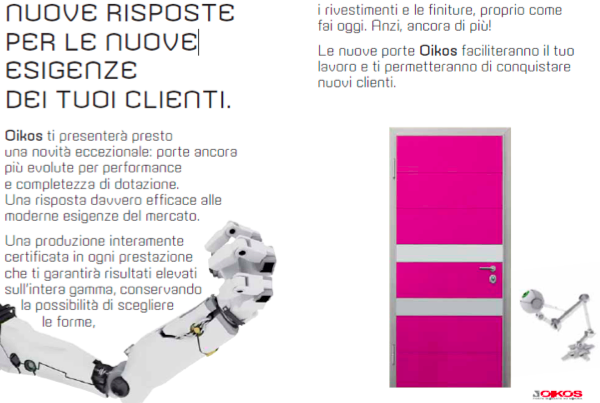 NUOVE RISPOSTE
PER LE NUOVE
ESIGENZE
DEI TUOI CLIENTI.
Oikos ti presenterà presto
una novità eccezionale: porte ancora
più evolute per performance
e completezza di dotazione.
Una risposta davvero efficace alle
moderne esigenze del mercato.
Una produzione interamente
certificata in ogni prestazione
che ti garantirà risultati elevati
sull'intera gamma, conservando
la possibilità di scegliere
le forme,
i rivestimenti e le finiture, proprio come
fai oggi. Anzi, ancora di più!
Le nuove porte Oikos faciliteranno il tuo
lavoro e ti permetteranno di conquistare
nuovi clienti.
OIKOS